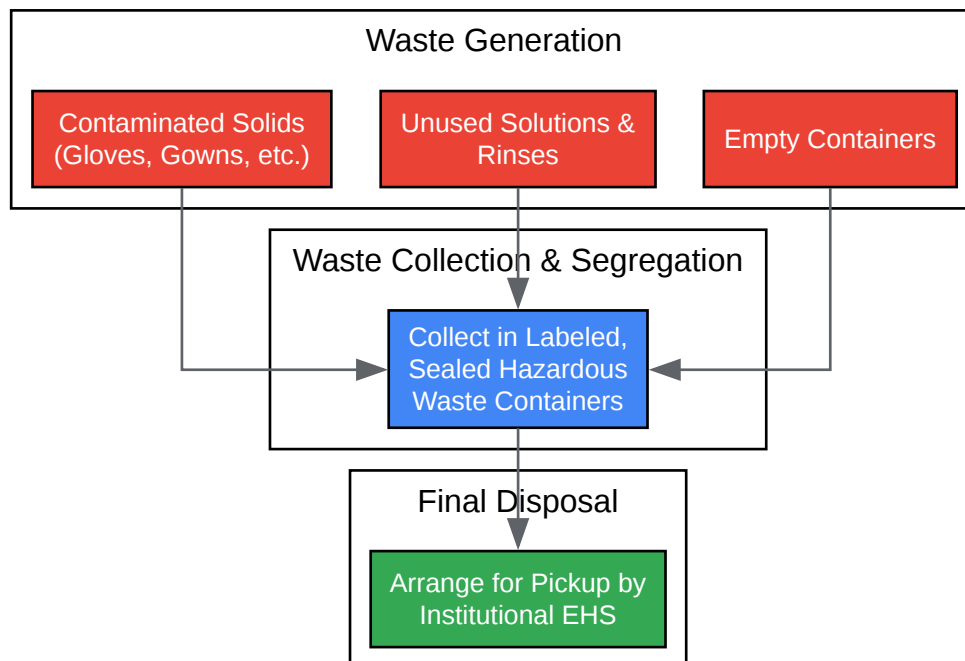 Waste Generation
Contaminated Solids
(Gloves, Gowns, etc.)
Unused Solutions &
Rinses
Empty Containers
Waste Collection & Segregation
Collect in Labeled,
Sealed Hazardous
Waste Containers
Final Disposal
Arrange for Pickup by
Institutional EHS